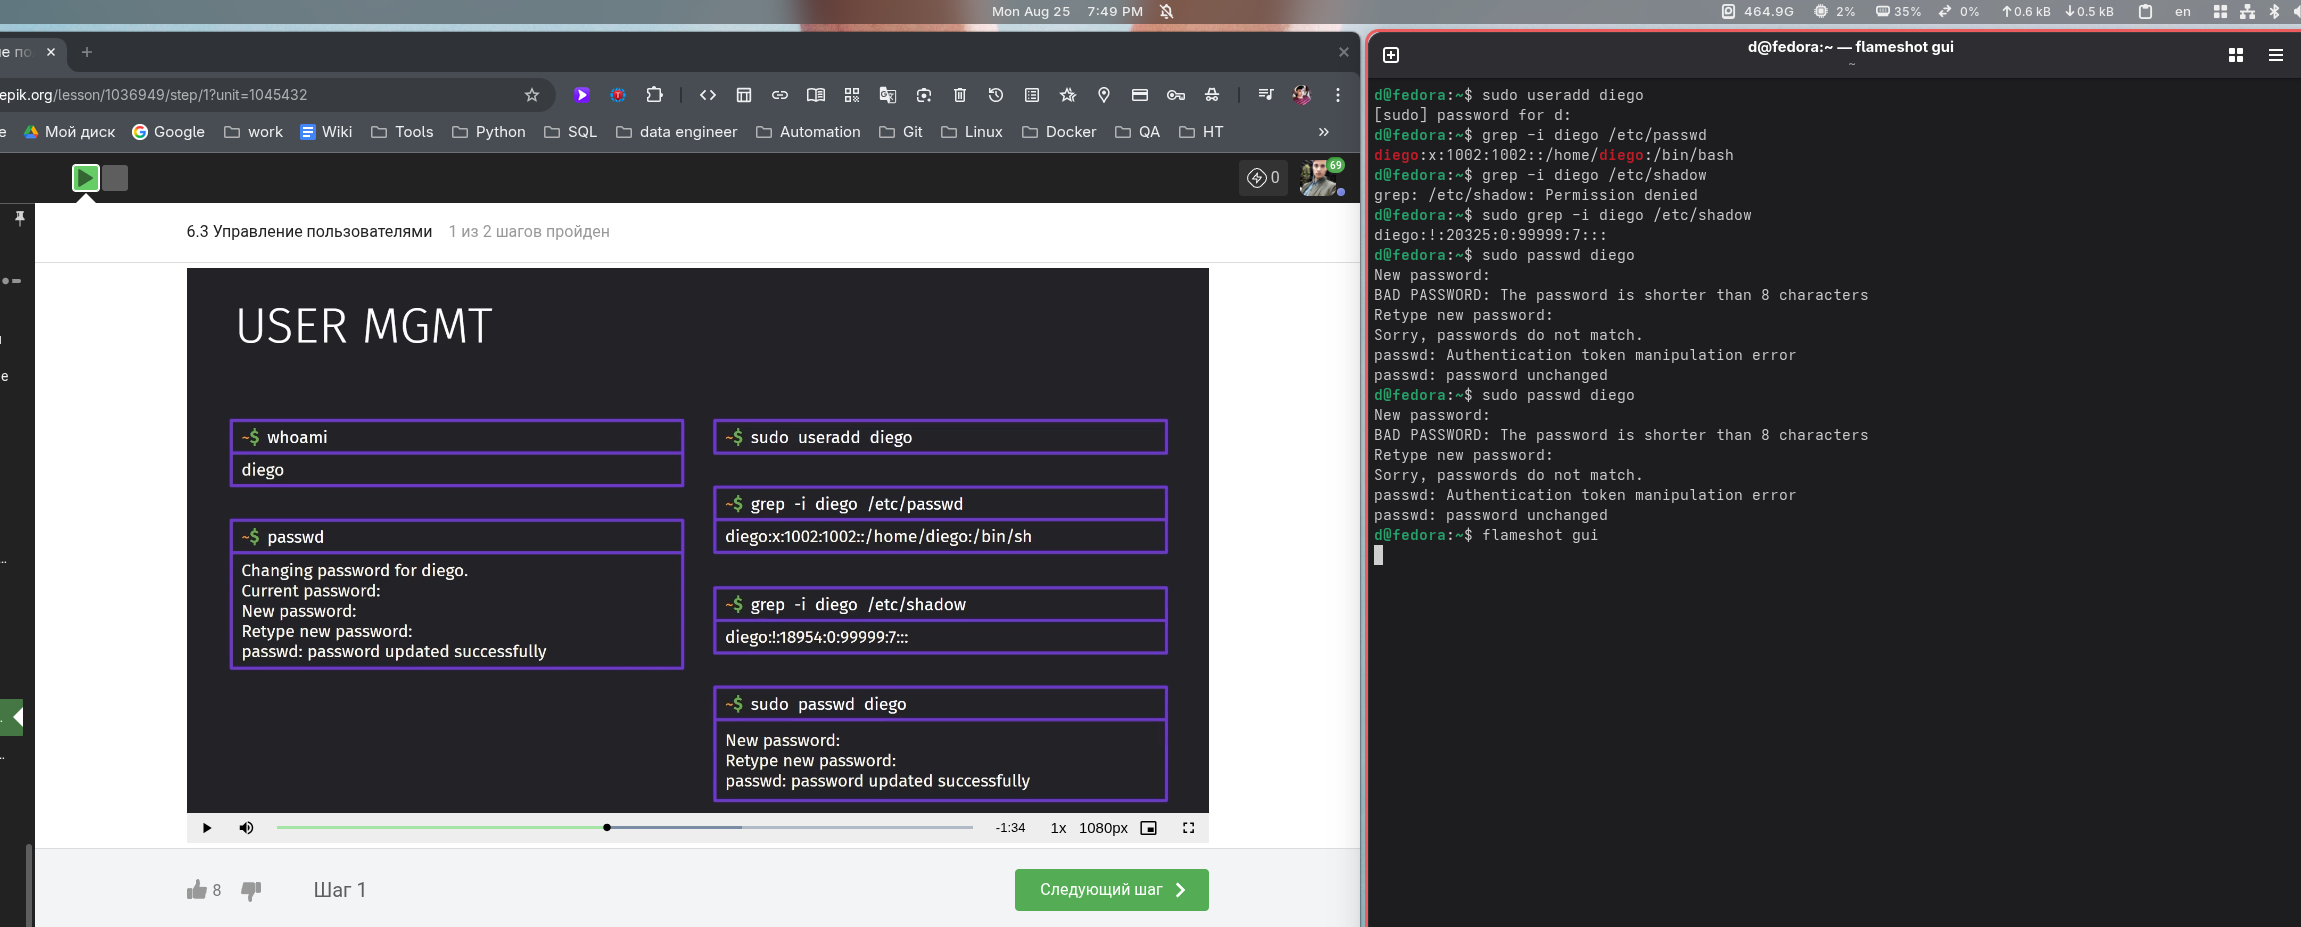 Mon Aug 25 7:49 PM
464.9G 2% 35% 0% ↑0.6 kB ↓0.5 kB en
epik.org/lesson/1036949/step/1?unit=1045432
Мой диск Google work Wiki Tools Python SQL data engineer Automation Git Linux Docker QA HT »
0
69
6.3 Управление пользователями 1 из 2 шагов пройден
USER MGMT
~$ whoami
diego
~$ passwd
Changing password for diego.
Current password:
New password:
Retype new password:
passwd: password updated successfully
~$ sudo useradd diego
~$ grep -i diego /etc/passwd
diego:x:1002:1002::/home/diego:/bin/sh
~$ grep -i diego /etc/shadow
diego:!:18954:0:99999:7:::
~$ sudo passwd diego
New password:
Retype new password:
passwd: password updated successfully
-1:34 1x 1080px
8 Шаг 1
Следующий шаг
d@fedora:~ — flameshot gui
~
d@fedora:~$ sudo useradd diego
[sudo] password for d:
d@fedora:~$ grep -i diego /etc/passwd
diego:x:1002:1002::/home/diego:/bin/bash
d@fedora:~$ grep -i diego /etc/shadow
grep: /etc/shadow: Permission denied
d@fedora:~$ sudo grep -i diego /etc/shadow
diego:!:20325:0:99999:7:::
d@fedora:~$ sudo passwd diego
New password:
BAD PASSWORD: The password is shorter than 8 characters
Retype new password:
Sorry, passwords do not match.
passwd: Authentication token manipulation error
passwd: password unchanged
d@fedora:~$ sudo passwd diego
New password:
BAD PASSWORD: The password is shorter than 8 characters
Retype new password:
Sorry, passwords do not match.
passwd: Authentication token manipulation error
passwd: password unchanged
d@fedora:~$ flameshot gui